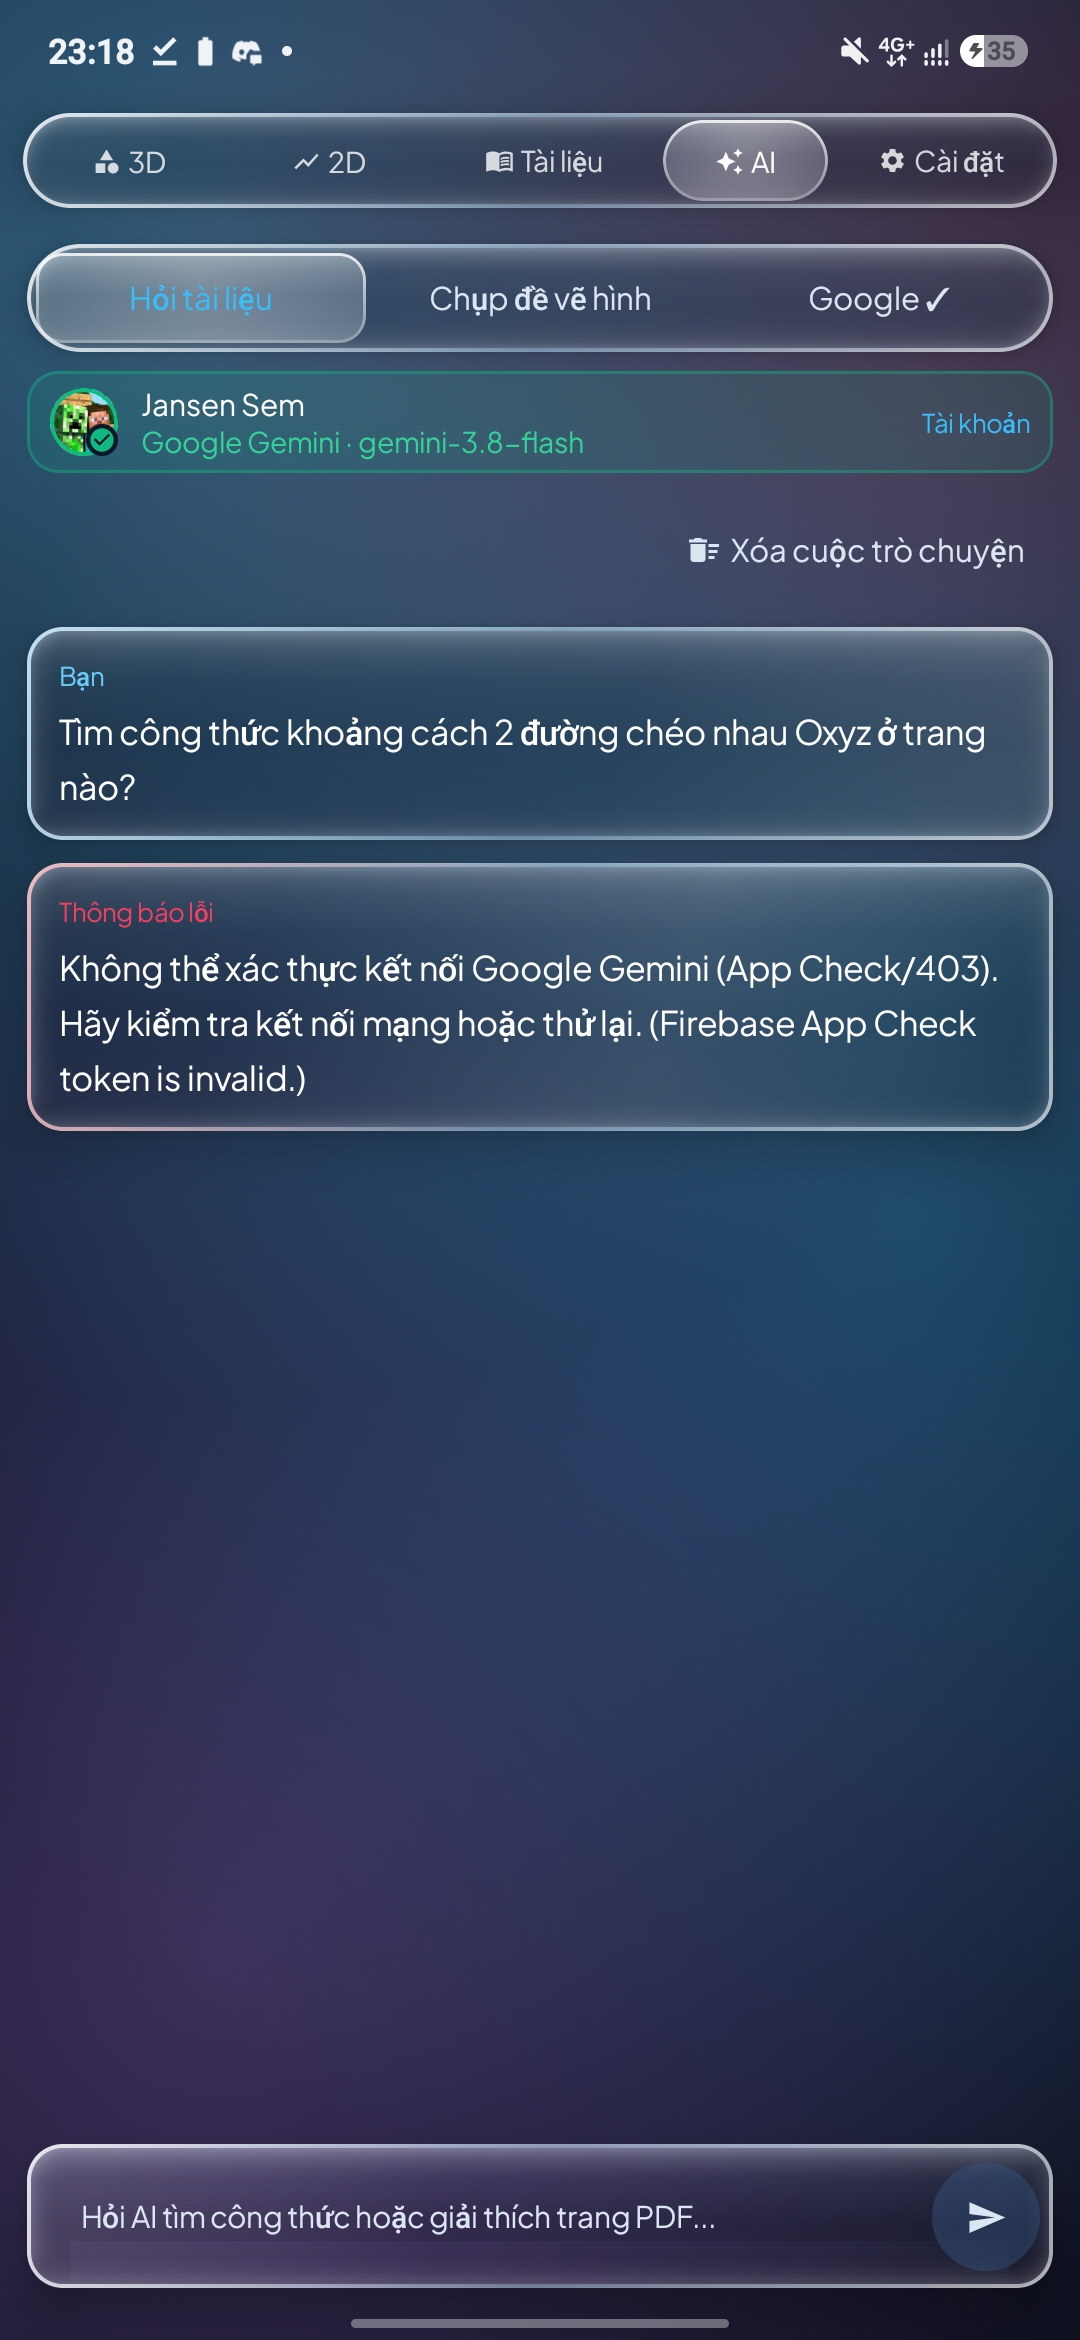 23:18
4G+
35
3D
2D
Tài liệu
AI
Cài đặt
Hỏi tài liệu
Chụp đề vẽ hình
Google ✓
Jansen Sem
Google Gemini · gemini-3.8-flash
Tài khoản
Xóa cuộc trò chuyện
Bạn
Tìm công thức khoảng cách 2 đường chéo nhau Oxyz ở trang
nào?
Thông báo lỗi
Không thể xác thực kết nối Google Gemini (App Check/403).
Hãy kiểm tra kết nối mạng hoặc thử lại. (Firebase App Check
token is invalid.)
Hỏi AI tìm công thức hoặc giải thích trang PDF...